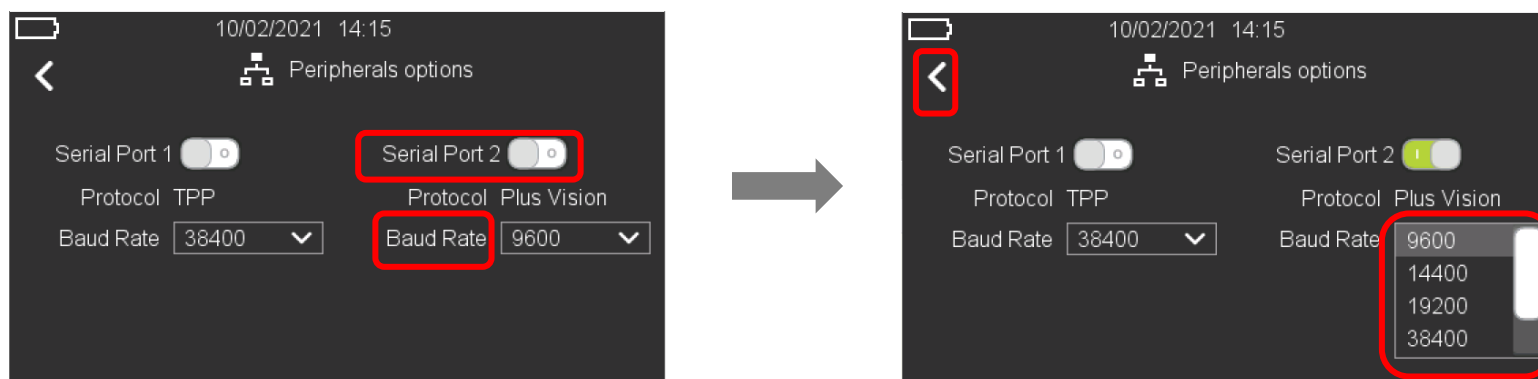 10/02/2021 14:15
Peripherals options
Serial Port 1 Serial Port 2
Protocol TPP Protocol Plus Vision
Baud Rate 38400 Baud Rate 9600
10/02/2021 14:15
Peripherals options
Serial Port 1 Serial Port 2
Protocol TPP Protocol Plus Vision
Baud Rate 38400 Baud Rate 9600
14400
19200
38400